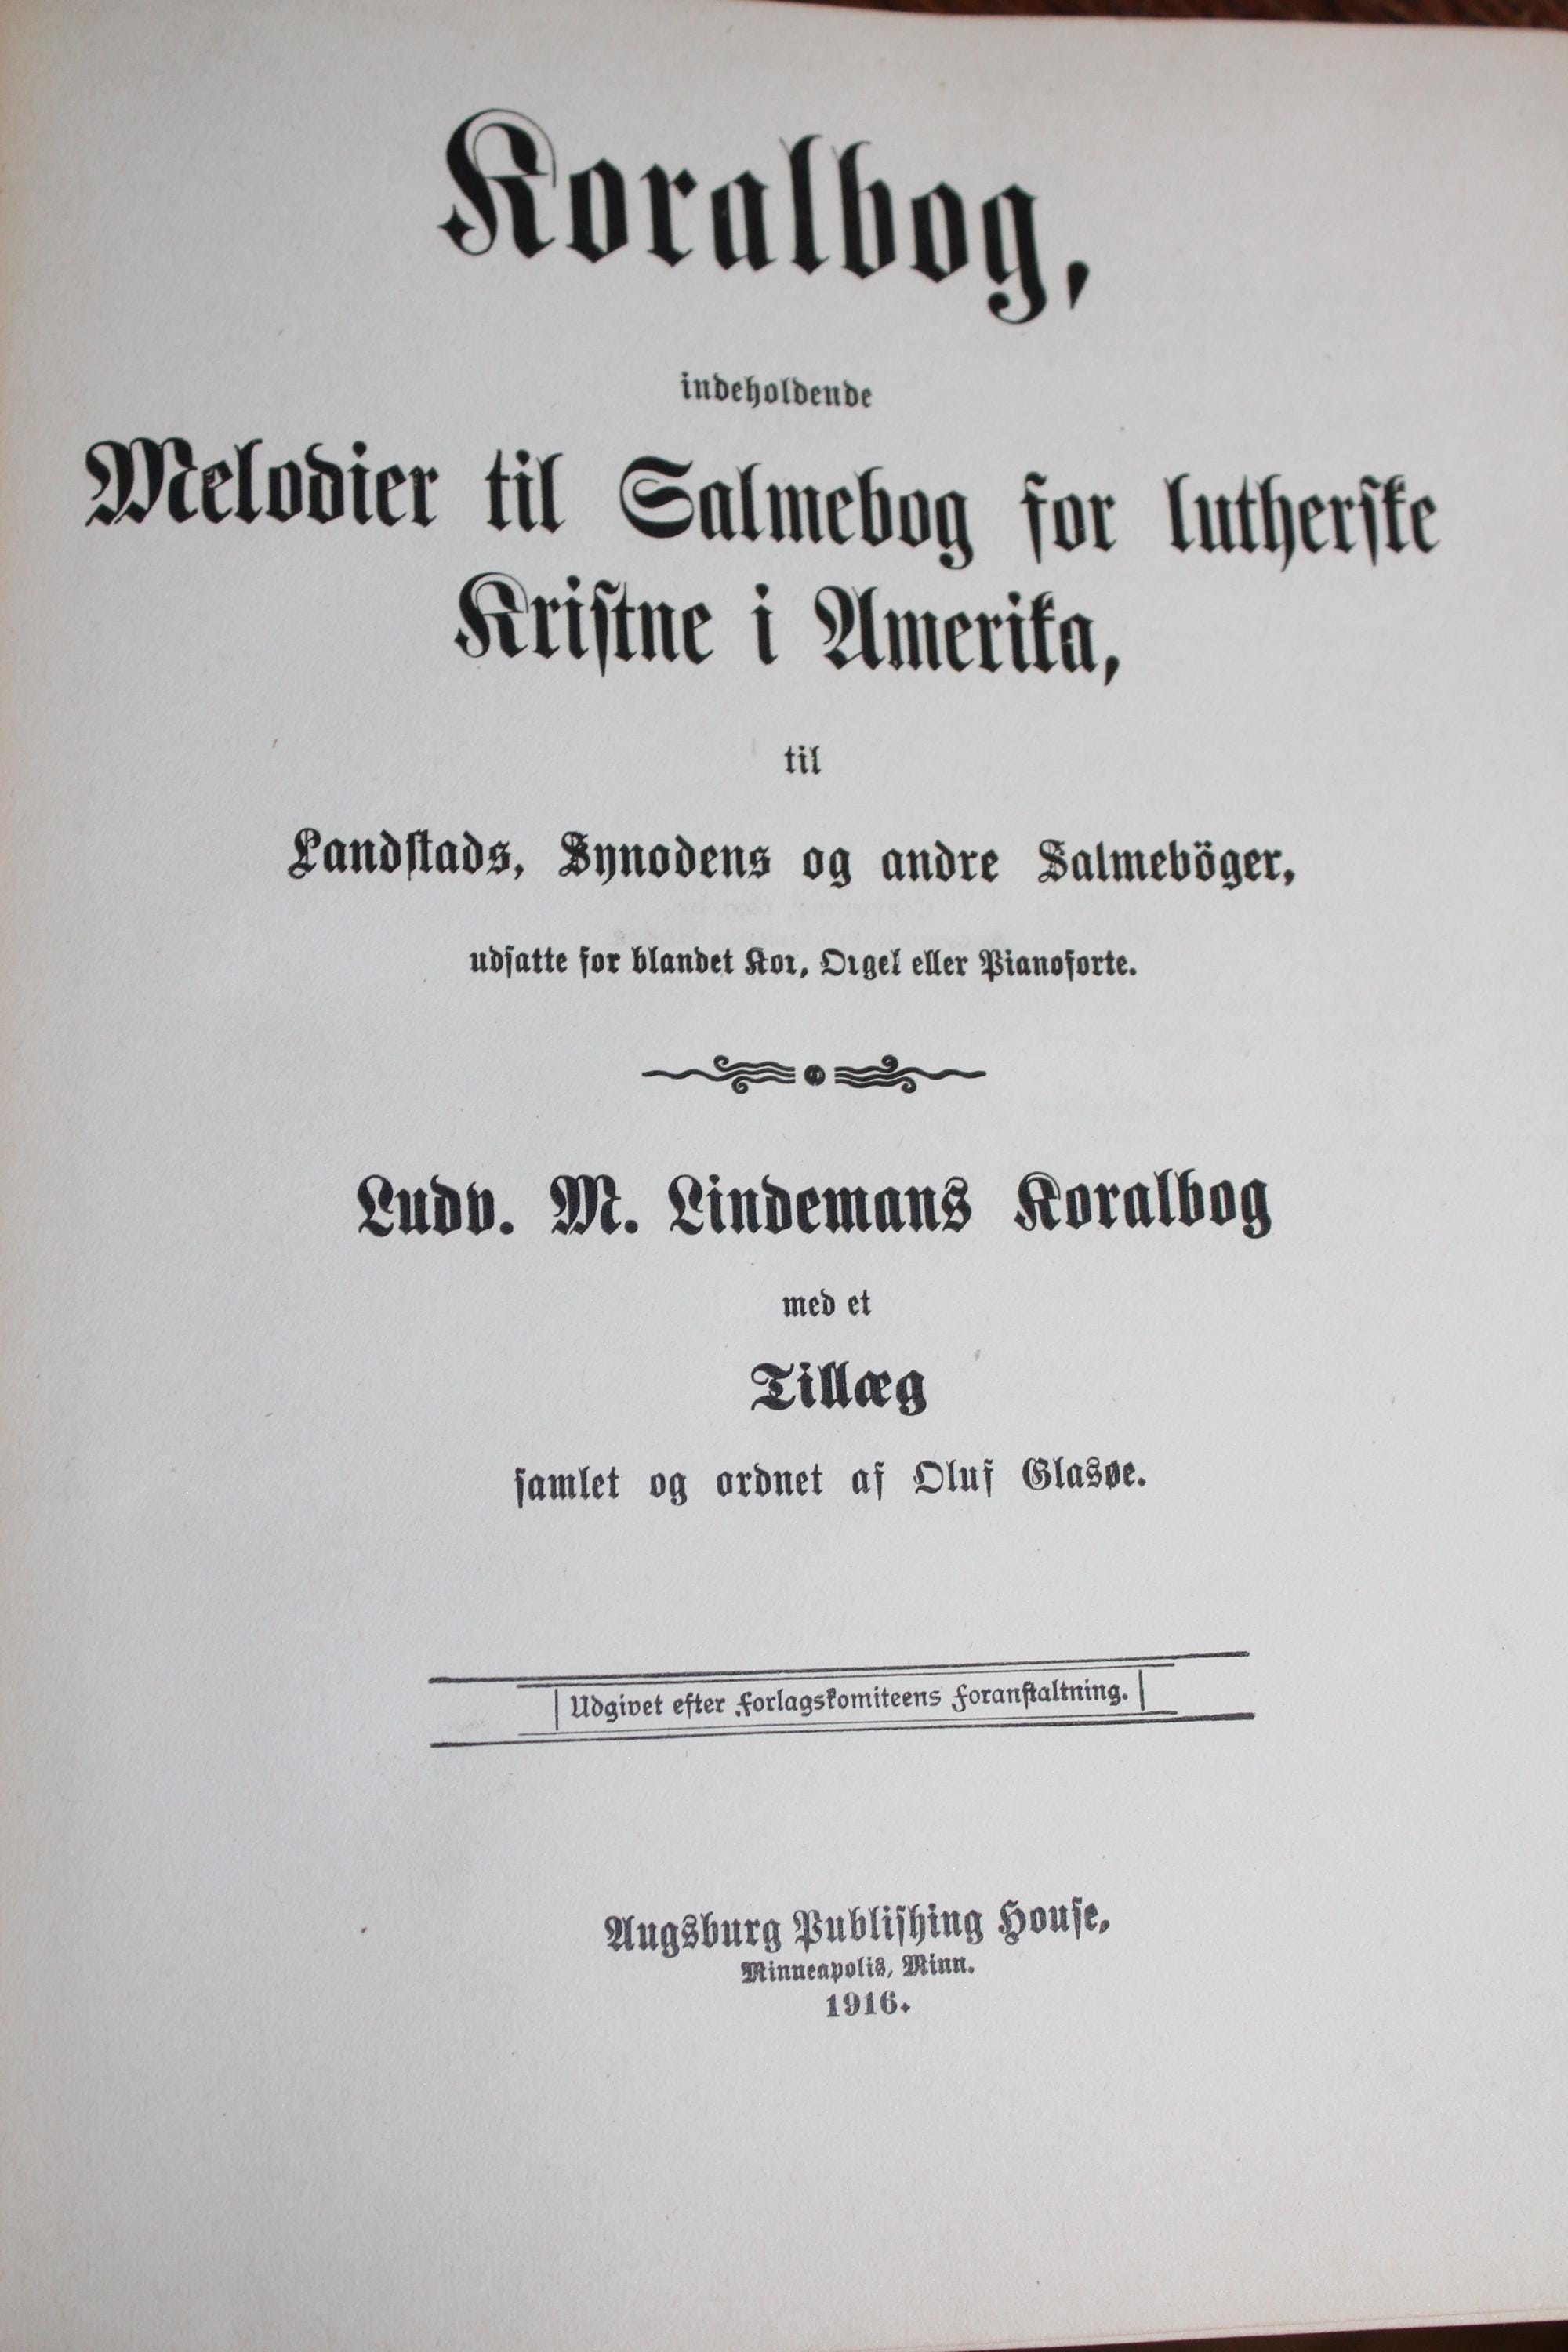 Koralbog,
indeholdende
Melodier til Salmebog for lutherske
Kristne i Amerika,
til
Landstads, Synodens og andre Salmeböger,
udsatte for blandet Kor, Orgel eller Pianoforte.
Ludv. M. Lindemans Koralbog
med et
Tillæg
samlet og ordnet af Oluf Glasøe.
Udgivet efter Forlagskomiteens Foranstaltning.
Augsburg Publishing House,
Minneapolis, Minn.
1916.